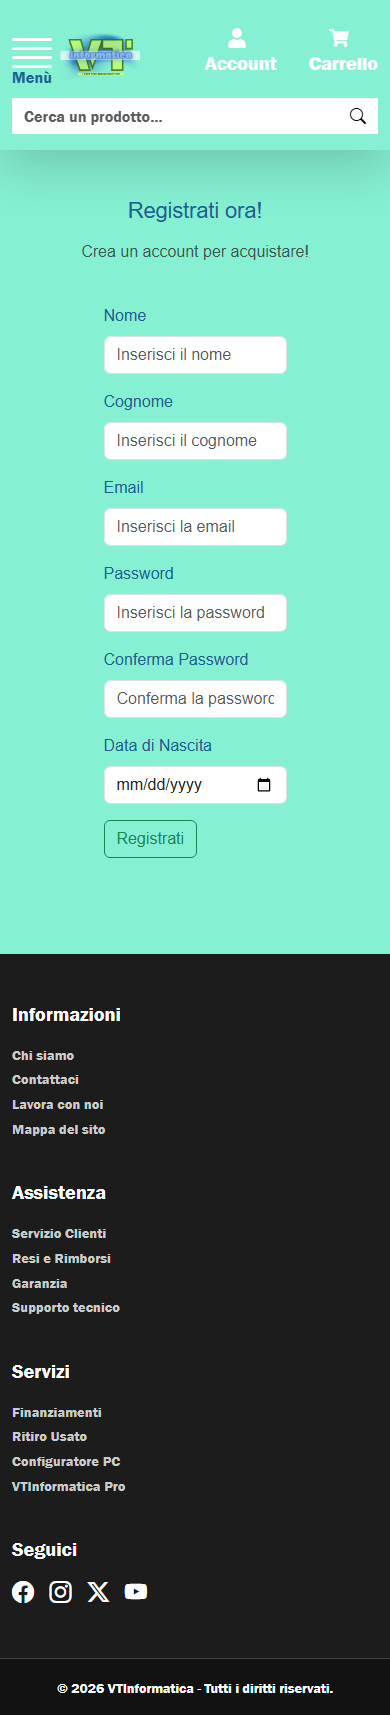 Menù
VTi
Informatica
Account
Carrello
Cerca un prodotto...
Registrati ora!
Crea un account per acquistare!
Nome
Inserisci il nome
Cognome
Inserisci il cognome
Email
Inserisci la email
Password
Inserisci la password
Conferma Password
Conferma la password
Data di Nascita
mm/dd/yyyy
Registrati
Informazioni
Chi siamo
Contattaci
Lavora con noi
Mappa del sito
Assistenza
Servizio Clienti
Resi e Rimborsi
Garanzia
Supporto tecnico
Servizi
Finanziamenti
Ritiro Usato
Configuratore PC
VTInformatica Pro
Seguici
© 2026 VTInformatica - Tutti i diritti riservati.